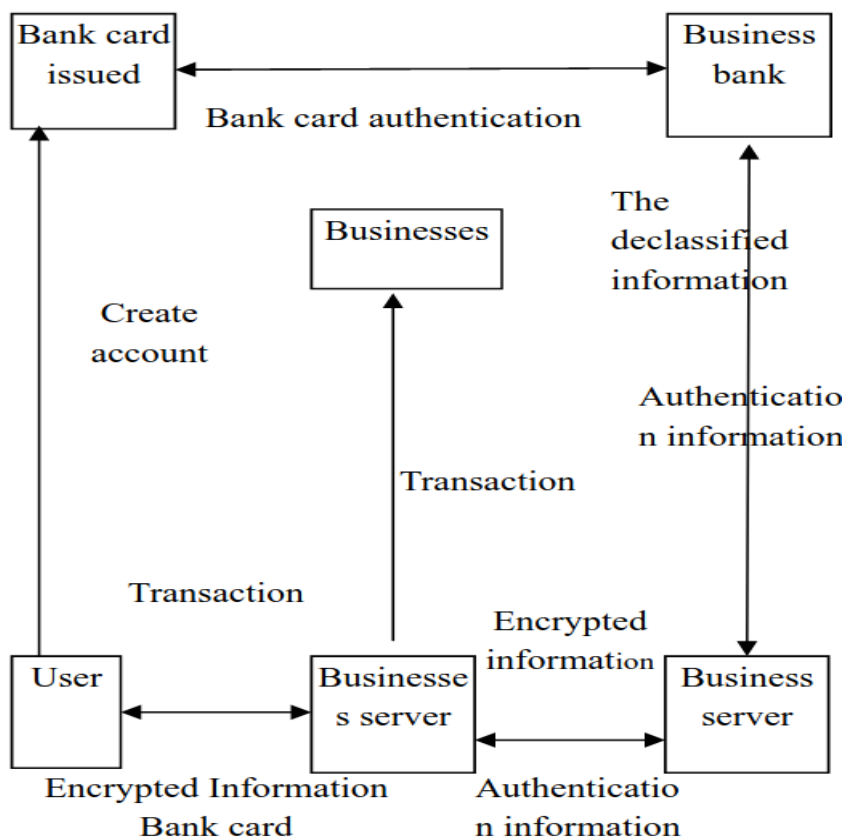 Bank card
issued
Business
bank
Bank card authentication
Businesses
The
declassified
information
Create
account
Authenticatio
n information
Transaction
Transaction
Encrypted
information
User
Businesse
s server
Business
server
Encrypted Information
Bank card
Authenticatio
n information